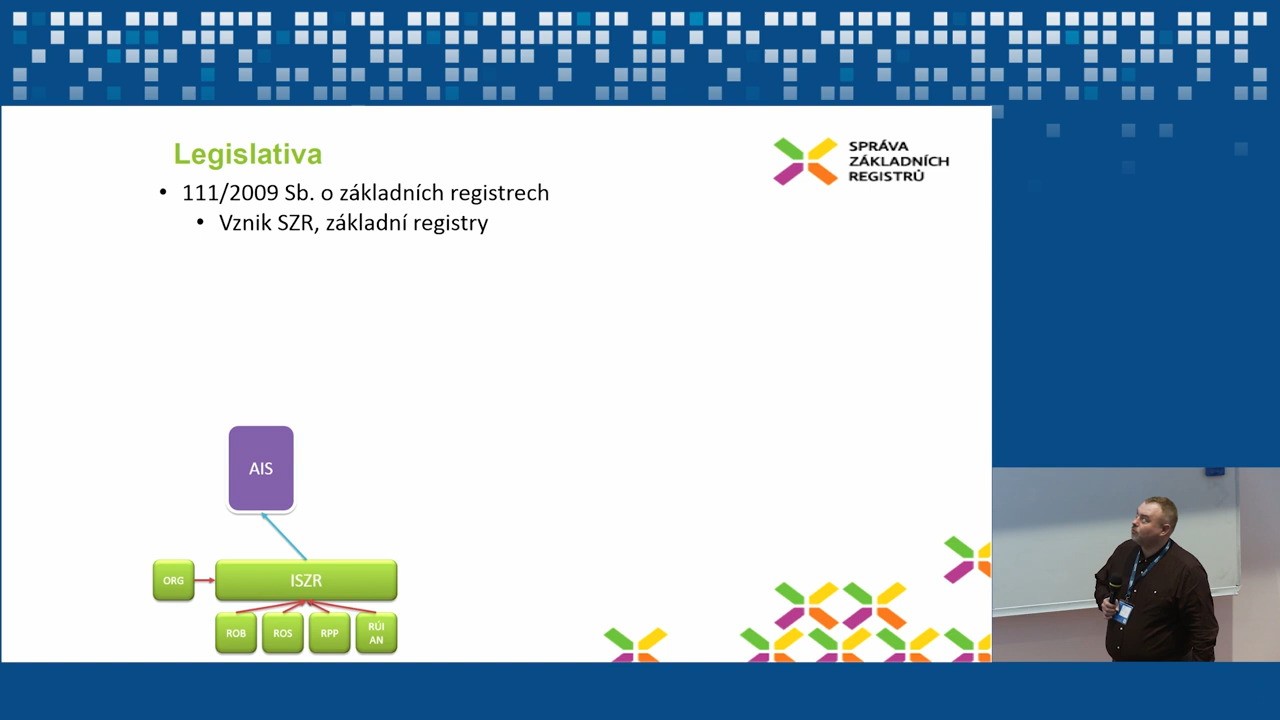 Legislativa
SPRÁVA
ZÁKLADNÍCH
REGISTRŮ
• 111/2009 Sb. o základních registrech
• Vznik SZR, základní registry
AIS
ORG
ISZR
ROB
ROS
RPP
RÚI
AN